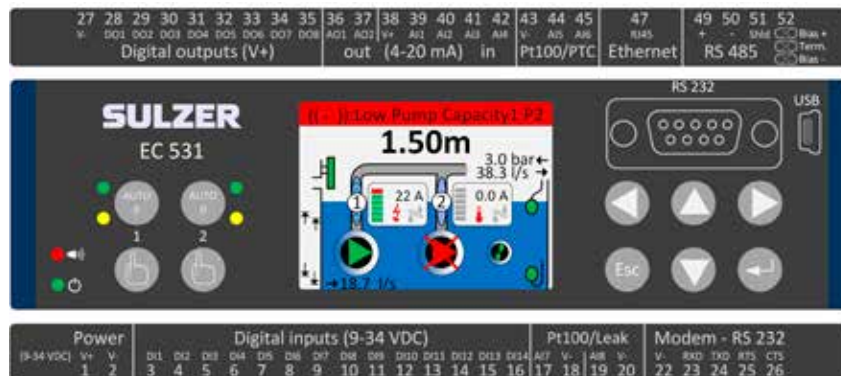 27 28 29 30 31 32 33 34 35 36 37 38 39 40 41 42 43 44 45 47 49 50 51 52
V- DO1 DO2 DO3 DO4 DO5 DO6 DO7 DO8 AO1 AO2 V+ AI1 AI2 AI3 AI4 V- AI5 AI6 RJ45 + - Shld Bias +
Term.
Bias -
Digital outputs (V+) out (4-20 mA) in Pt100/PTC Ethernet RS 485
RS 232
USB
SULZER
EC 531
((-)):Low Pump Capacity1 P2
1.50m
3.0 bar
38.3 l/s
AUTO 0 AUTO 0
1 2
1 22 A 2 0.0 A
18.7 l/s
Esc
Power Digital inputs (9-34 VDC) Pt100/Leak Modem - RS 232
(9-34 VDC) V+ V- DI1 DI2 DI3 DI4 DI5 DI6 DI7 DI8 DI9 DI10 DI11 DI12 DI13 DI14 AI7 V- AI8 V- V- RXD TXD RTS CTS
1 2 3 4 5 6 7 8 9 10 11 12 13 14 15 16 17 18 19 20 22 23 24 25 26